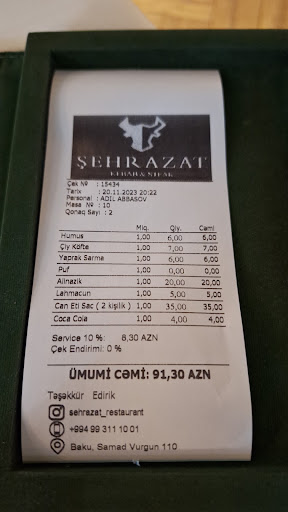 ŞEHRAZAT
KEBAB & STEAK
Çek № : 15434
Tarix : 20.11.2023 20:22
Personal : ADIL ABBASOV
Masa № : 10
Qonaq Sayı : 2
Miq. Qiy. Cəmi
Humus 1,00 6,00 6,00
Çiy Köfte 1,00 7,00 7,00
Yaprak Sarma 1,00 6,00 6,00
Puf 1,00 0,00 0,00
Alinazik 1,00 20,00 20,00
Lahmacun 1,00 5,00 5,00
Can Eti Sac ( 2 kişilik ) 1,00 35,00 35,00
Coca Cola 1,00 4,00 4,00
Service 10 % 8,30 AZN
Çek Endirimi: 0 %
ÜMUMİ CƏMİ: 91,30 AZN
Təşəkkür Edirik
sehrazat_restaurant
+994 99 311 10 01
Baku, Samad Vurgun 110